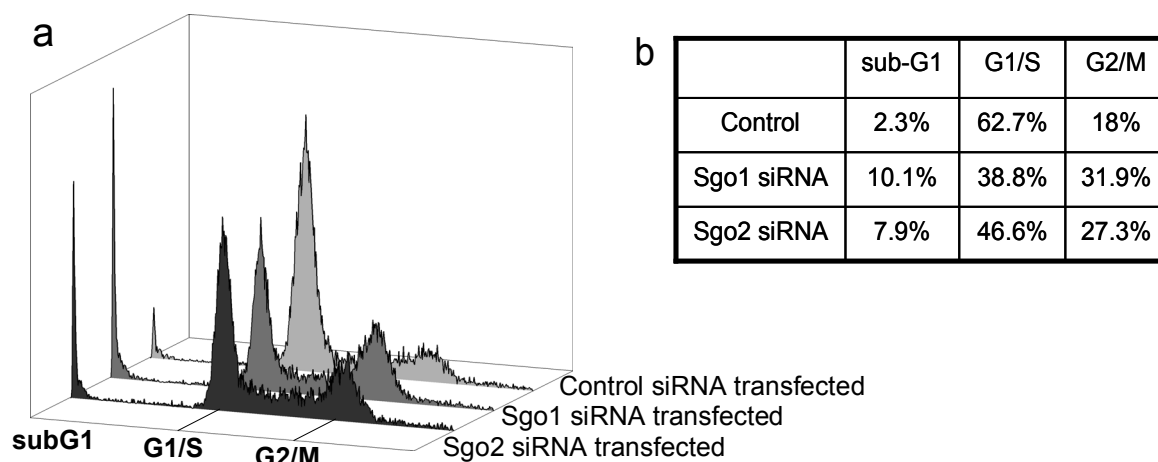 a
subG1
G1/S
G2/M
Control siRNA transfected
Sgo1 siRNA transfected
Sgo2 siRNA transfected
b
sub-G1 G1/S G2/M
Control 2.3% 62.7% 18%
Sgo1 siRNA 10.1% 38.8% 31.9%
Sgo2 siRNA 7.9% 46.6% 27.3%